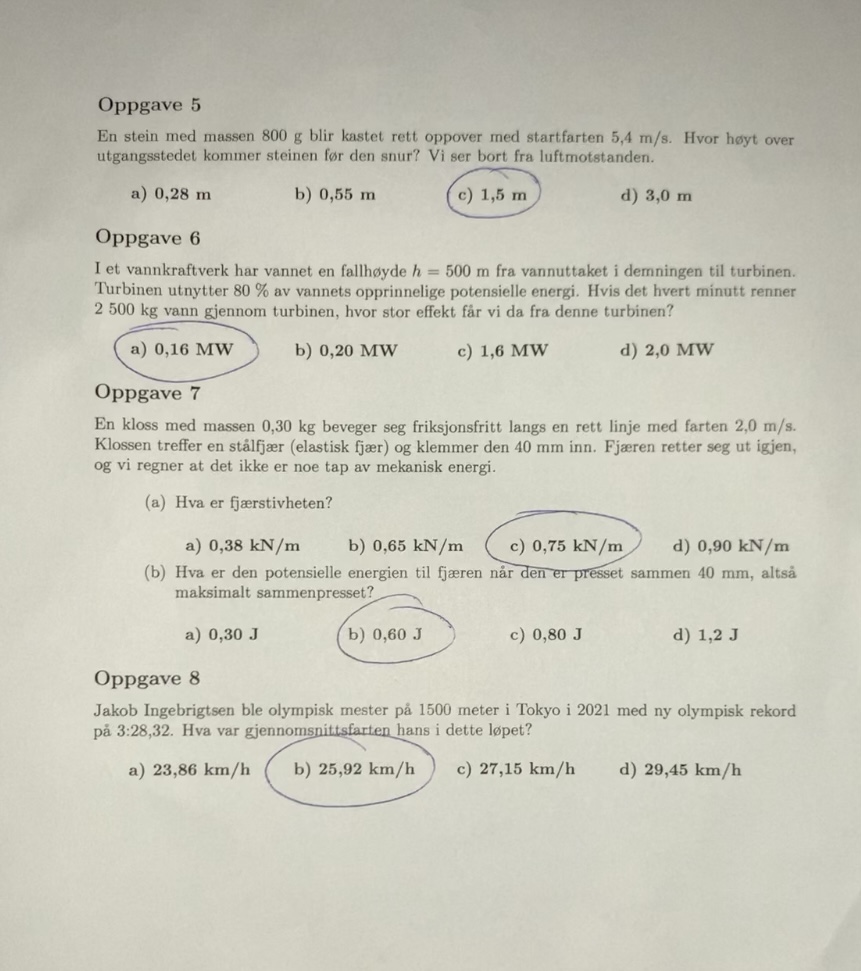 Oppgave 5
En stein med massen 800 g blir kastet rett oppover med startfarten 5,4 m/s. Hvor høyt over
utgangsstedet kommer steinen før den snur? Vi ser bort fra luftmotstanden.
a) 0,28 m b) 0,55 m c) 1,5 m d) 3,0 m
Oppgave 6
I et vannkraftverk har vannet en fallhøyde h = 500 m fra vannuttaket i demningen til turbinen.
Turbinen utnytter 80 % av vannets opprinnelige potensielle energi. Hvis det hvert minutt renner
2 500 kg vann gjennom turbinen, hvor stor effekt får vi da fra denne turbinen?
a) 0,16 MW b) 0,20 MW c) 1,6 MW d) 2,0 MW
Oppgave 7
En kloss med massen 0,30 kg beveger seg friksjonsfritt langs en rett linje med farten 2,0 m/s.
Klossen treffer en stålfjær (elastisk fjær) og klemmer den 40 mm inn. Fjæren retter seg ut igjen,
og vi regner at det ikke er noe tap av mekanisk energi.
(a) Hva er fjærstivheten?
a) 0,38 kN/m b) 0,65 kN/m c) 0,75 kN/m d) 0,90 kN/m
(b) Hva er den potensielle energien til fjæren når den er presset sammen 40 mm, altså
maksimalt sammenpresset?
a) 0,30 J b) 0,60 J c) 0,80 J d) 1,2 J
Oppgave 8
Jakob Ingebrigtsen ble olympisk mester på 1500 meter i Tokyo i 2021 med ny olympisk rekord
på 3:28,32. Hva var gjennomsnittsfarten hans i dette løpet?
a) 23,86 km/h b) 25,92 km/h c) 27,15 km/h d) 29,45 km/h